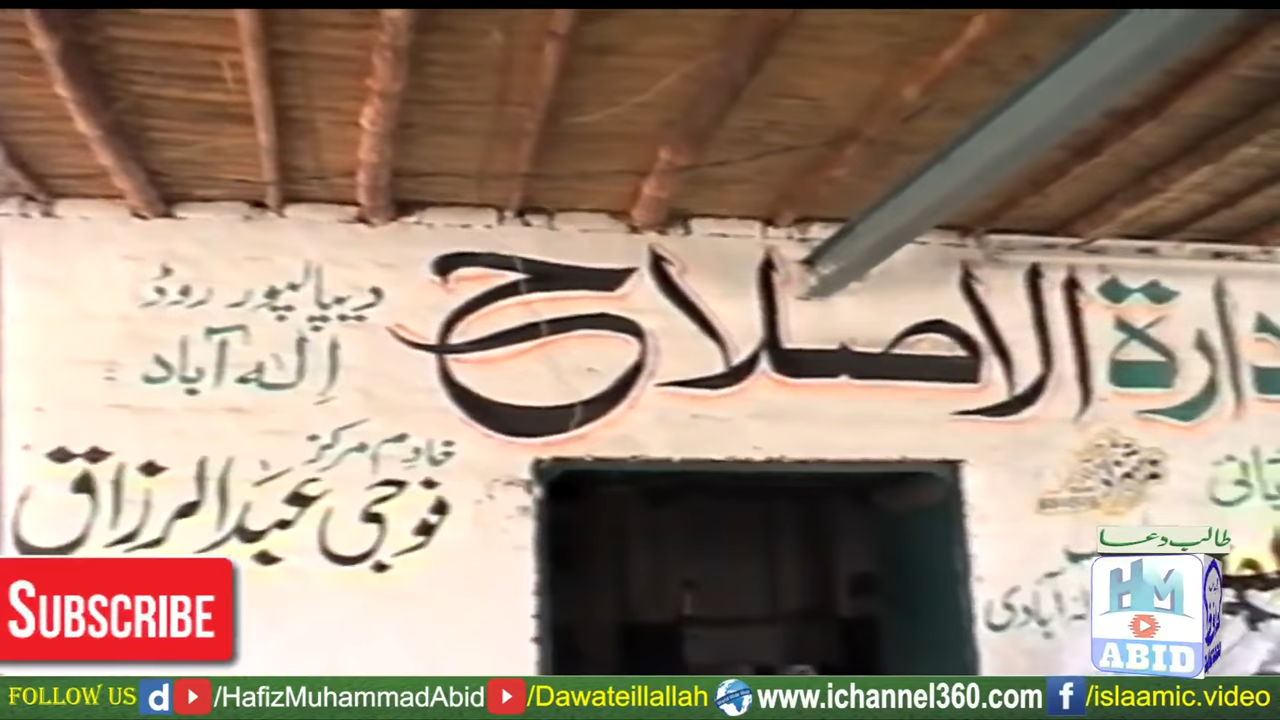 ادارۃ الاصلاح
دیپالپور روڈ
اِلٰہ آباد
خادم مرکز
فوجی عبدالرزاق
طالب دعا
HM
ABID
SUBSCRIBE
FOLLOW US d /HafizMuhammadAbid /Dawateillallah www.ichannel360.com f /islaamic.video